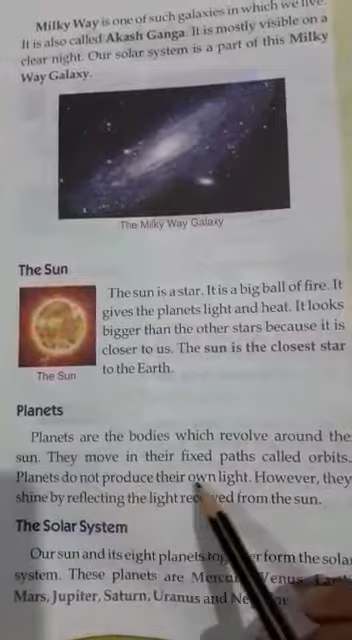 Milky Way is one of such galaxies in which we live.
It is also called Akash Ganga. It is mostly visible on a
clear night. Our solar system is a part of this Milky
Way Galaxy.
The Milky Way Galaxy
The Sun
The sun is a star. It is a big ball of fire. It
gives the planets light and heat. It looks
bigger than the other stars because it is
closer to us. The sun is the closest star
to the Earth.
The Sun
Planets
Planets are the bodies which revolve around the
sun. They move in their fixed paths called orbits.
Planets do not produce their own light. However, they
shine by reflecting the light from the sun.
The Solar System
Our sun and its eight planets form the solar
system. These planets are Venus,
Mars, Jupiter, Saturn, Uranus and